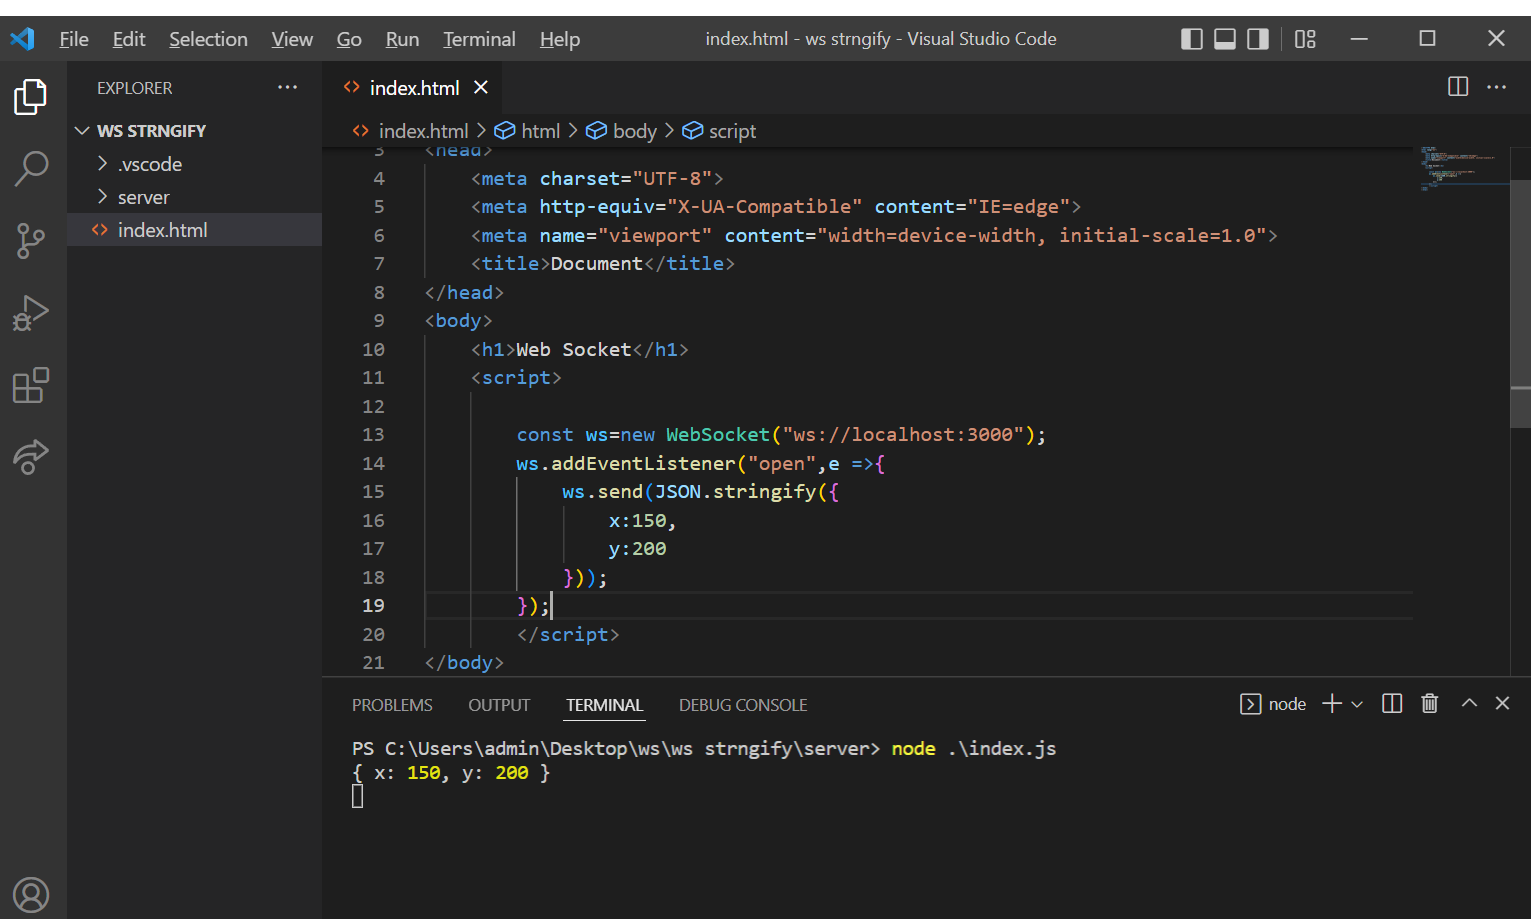 File Edit Selection View Go Run Terminal Help index.html - ws strngify - Visual Studio Code
EXPLORER
WS STRNGIFY
.vscode
server
index.html
index.html
index.html > html > body > script
3 <head>
4 <meta charset="UTF-8">
5 <meta http-equiv="X-UA-Compatible" content="IE=edge">
6 <meta name="viewport" content="width=device-width, initial-scale=1.0">
7 <title>Document</title>
8 </head>
9 <body>
10 <h1>Web Socket</h1>
11 <script>
12
13 const ws=new WebSocket("ws://localhost:3000");
14 ws.addEventListener("open",e =>{
15 ws.send(JSON.stringify({
16 x:150,
17 y:200
18 }));
19 });
20 </script>
21 </body>
PROBLEMS OUTPUT TERMINAL DEBUG CONSOLE node
PS C:\Users\admin\Desktop\ws\ws strngify\server> node .\index.js
{ x: 150, y: 200 }